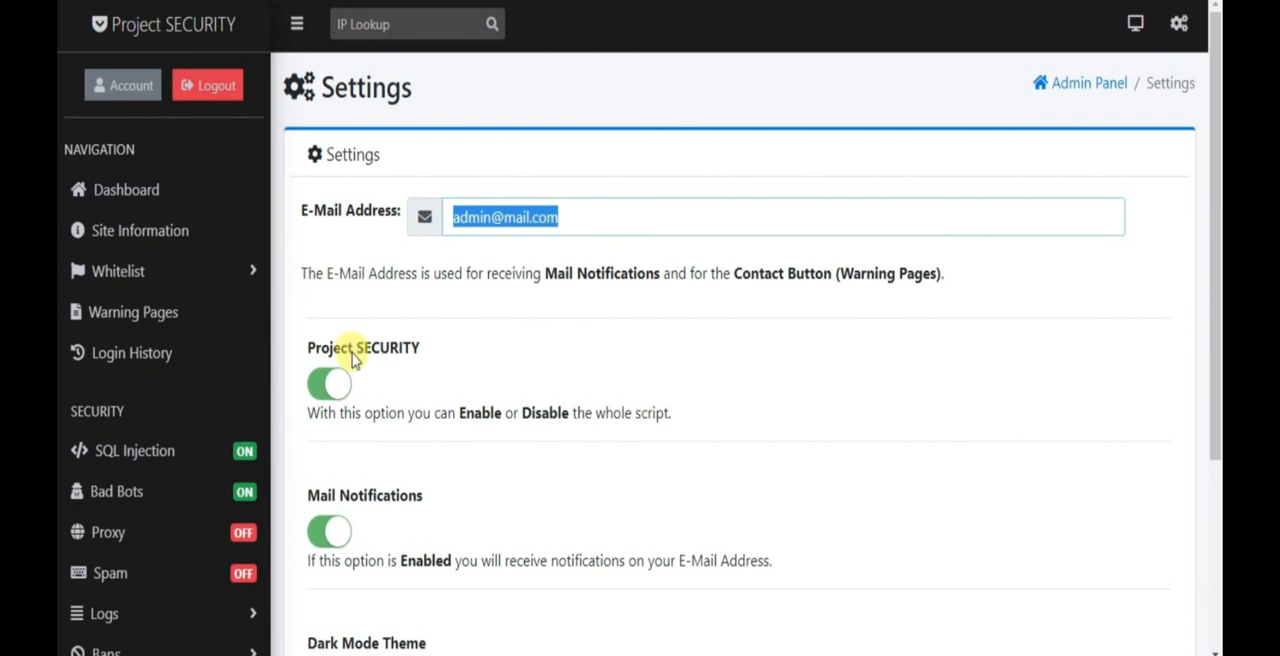 Project SECURITY
IP Lookup
Account
Logout
Settings
Admin Panel / Settings
NAVIGATION
Dashboard
Site Information
Whitelist
Warning Pages
Login History
SECURITY
SQL Injection ON
Bad Bots ON
Proxy OFF
Spam OFF
Logs
Bans
Settings
E-Mail Address: admin@mail.com
The E-Mail Address is used for receiving Mail Notifications and for the Contact Button (Warning Pages).
Project SECURITY
With this option you can Enable or Disable the whole script.
Mail Notifications
If this option is Enabled you will receive notifications on your E-Mail Address.
Dark Mode Theme